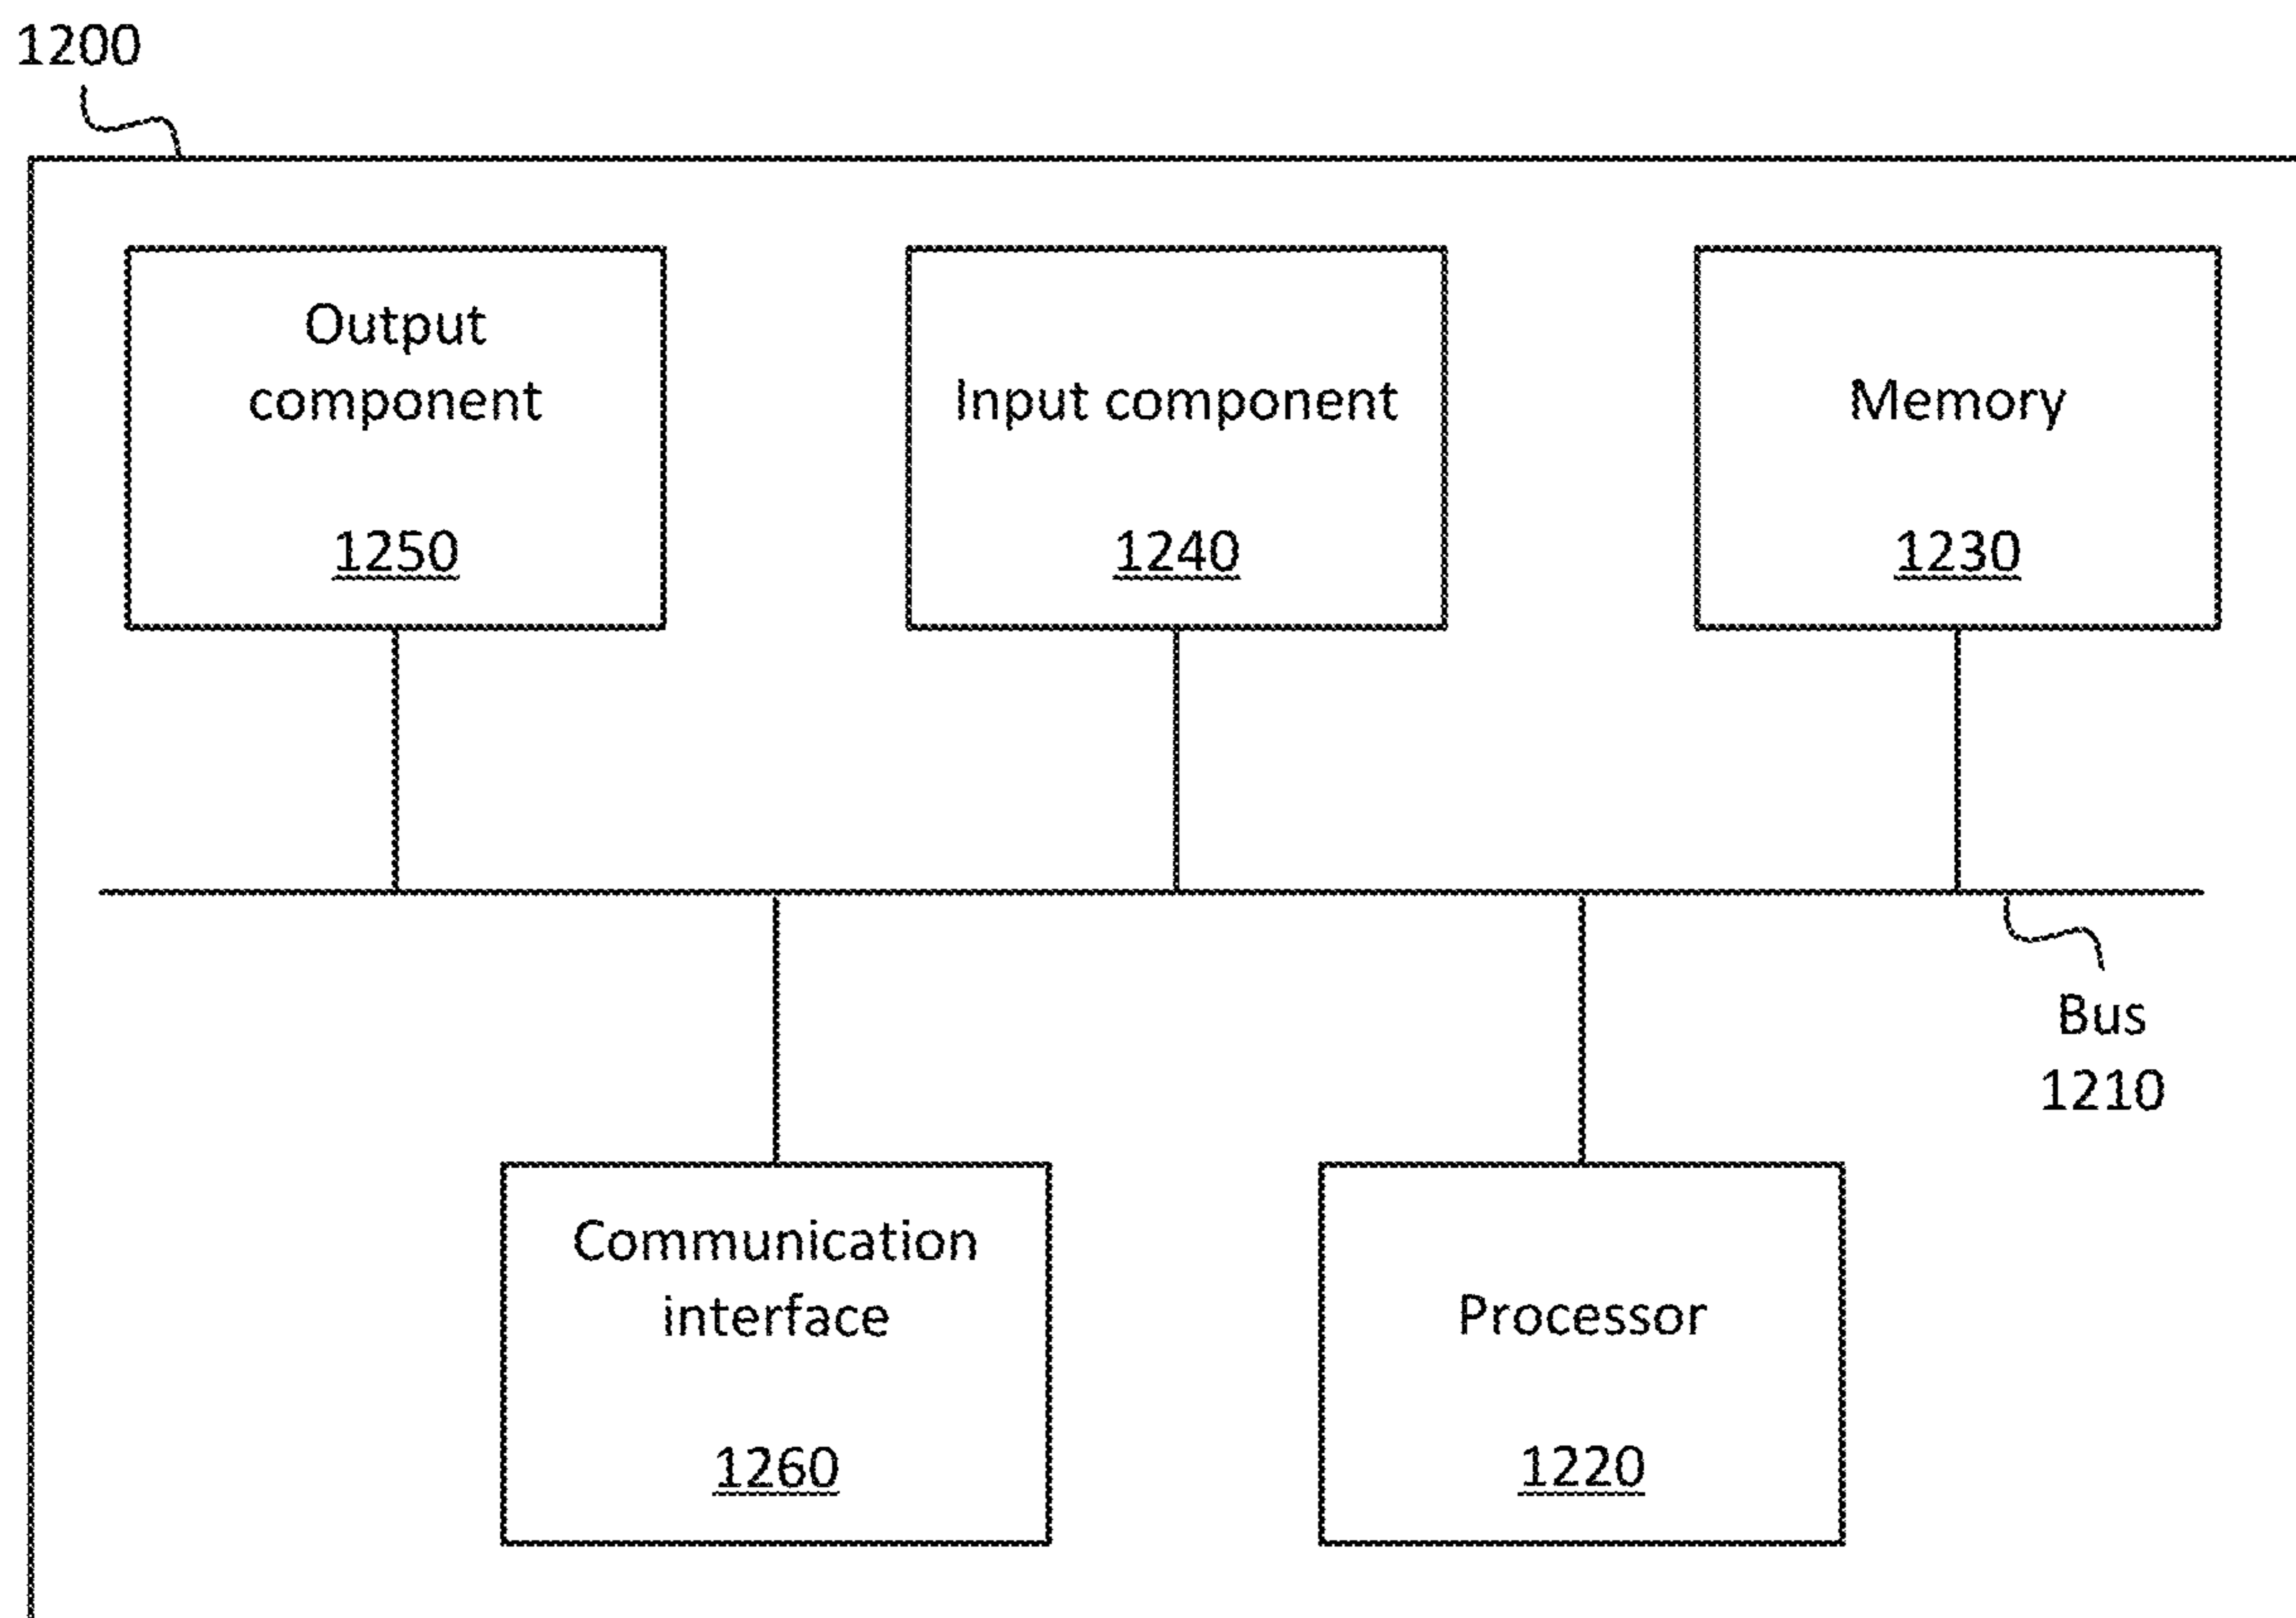 1200
Output
component
1250
Input component
1240
Memory
1230
Bus
1210
Communication
interface
1260
Processor
1220